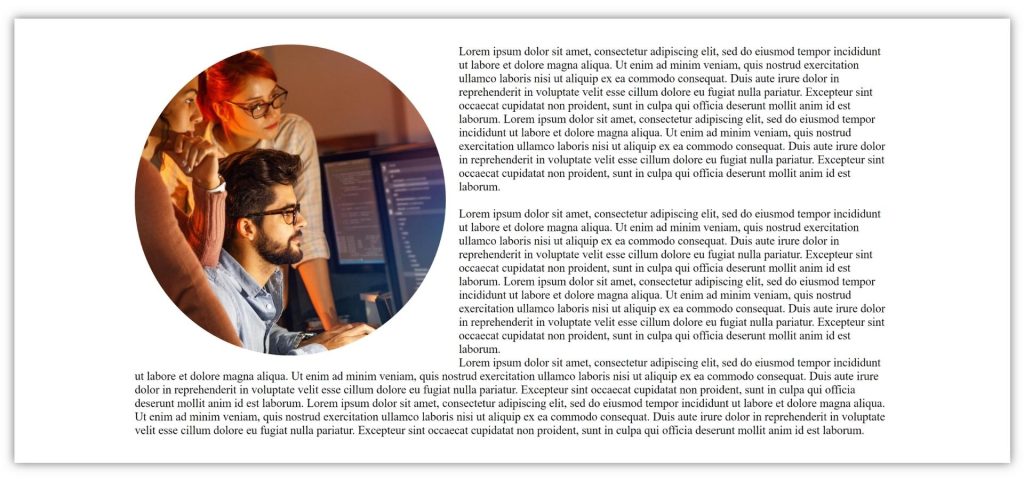 Lorem ipsum dolor sit amet, consectetur adipiscing elit, sed do eiusmod tempor incididunt
ut labore et dolore magna aliqua. Ut enim ad minim veniam, quis nostrud exercitation
ullamco laboris nisi ut aliquip ex ea commodo consequat. Duis aute irure dolor in
reprehenderit in voluptate velit esse cillum dolore eu fugiat nulla pariatur. Excepteur sint
occaecat cupidatat non proident, sunt in culpa qui officia deserunt mollit anim id est
laborum. Lorem ipsum dolor sit amet, consectetur adipiscing elit, sed do eiusmod tempor
incididunt ut labore et dolore magna aliqua. Ut enim ad minim veniam, quis nostrud
exercitation ullamco laboris nisi ut aliquip ex ea commodo consequat. Duis aute irure dolor
in reprehenderit in voluptate velit esse cillum dolore eu fugiat nulla pariatur. Excepteur sint
occaecat cupidatat non proident, sunt in culpa qui officia deserunt mollit anim id est
laborum.
Lorem ipsum dolor sit amet, consectetur adipiscing elit, sed do eiusmod tempor incididunt
ut labore et dolore magna aliqua. Ut enim ad minim veniam, quis nostrud exercitation
ullamco laboris nisi ut aliquip ex ea commodo consequat. Duis aute irure dolor in
reprehenderit in voluptate velit esse cillum dolore eu fugiat nulla pariatur. Excepteur sint
occaecat cupidatat non proident, sunt in culpa qui officia deserunt mollit anim id est
laborum. Lorem ipsum dolor sit amet, consectetur adipiscing elit, sed do eiusmod tempor
incididunt ut labore et dolore magna aliqua. Ut enim ad minim veniam, quis nostrud
exercitation ullamco laboris nisi ut aliquip ex ea commodo consequat. Duis aute irure dolor
in reprehenderit in voluptate velit esse cillum dolore eu fugiat nulla pariatur. Excepteur sint
occaecat cupidatat non proident, sunt in culpa qui officia deserunt mollit anim id est
laborum.
Lorem ipsum dolor sit amet, consectetur adipiscing elit, sed do eiusmod tempor incididunt
ut labore et dolore magna aliqua. Ut enim ad minim veniam, quis nostrud exercitation ullamco laboris nisi ut aliquip ex ea commodo consequat. Duis aute irure
dolor in reprehenderit in voluptate velit esse cillum dolore eu fugiat nulla pariatur. Excepteur sint occaecat cupidatat non proident, sunt in culpa qui officia
deserunt mollit anim id est laborum. Lorem ipsum dolor sit amet, consectetur adipiscing elit, sed do eiusmod tempor incididunt ut labore et dolore magna aliqua.
Ut enim ad minim veniam, quis nostrud exercitation ullamco laboris nisi ut aliquip ex ea commodo consequat. Duis aute irure dolor in reprehenderit in voluptate
velit esse cillum dolore eu fugiat nulla pariatur. Excepteur sint occaecat cupidatat non proident, sunt in culpa qui officia deserunt mollit anim id est laborum.